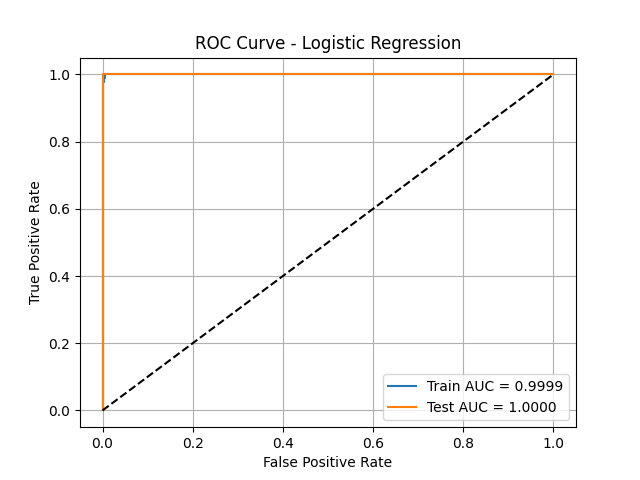 ROC Curve - Logistic Regression
True Positive Rate
1.0
0.8
0.6
0.4
0.2
0.0
Train AUC = 0.9999
Test AUC = 1.0000
0.0 0.2 0.4 0.6 0.8 1.0
False Positive Rate